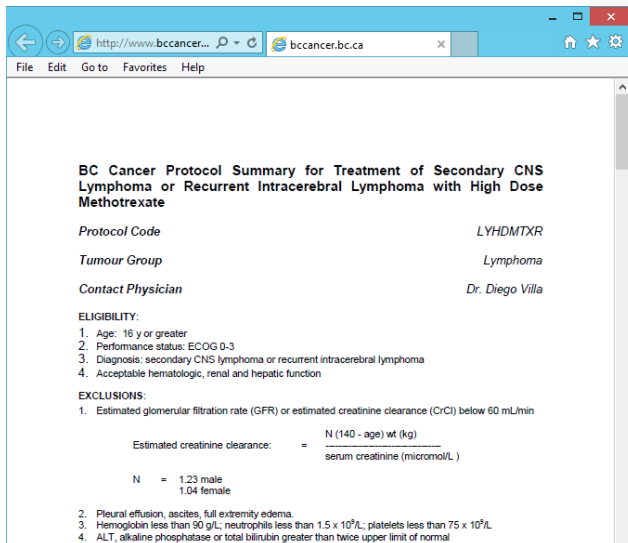 http://www.bccancer...
bccancer.bc.ca
File Edit Go to Favorites Help
BC Cancer Protocol Summary for Treatment of Secondary CNS
Lymphoma or Recurrent Intracerebral Lymphoma with High Dose
Methotrexate
Protocol Code LYHDMTXR
Tumour Group Lymphoma
Contact Physician Dr. Diego Villa
ELIGIBILITY:
1. Age: 16 y or greater
2. Performance status: ECOG 0-3
3. Diagnosis: secondary CNS lymphoma or recurrent intracerebral lymphoma
4. Acceptable hematologic, renal and hepatic function
EXCLUSIONS:
1. Estimated glomerular filtration rate (GFR) or estimated creatinine clearance (CrCl) below 60 mL/min
N (140 - age) wt (kg)
Estimated creatinine clearance: = ----------------------------------
serum creatinine (micromol/L )
N = 1.23 male
1.04 female
2. Pleural effusion, ascites, full extremity edema.
3. Hemoglobin less than 90 g/L; neutrophils less than 1.5 x 10⁹/L; platelets less than 75 x 10⁹/L
4. ALT, alkaline phosphatase or total bilirubin greater than twice upper limit of normal